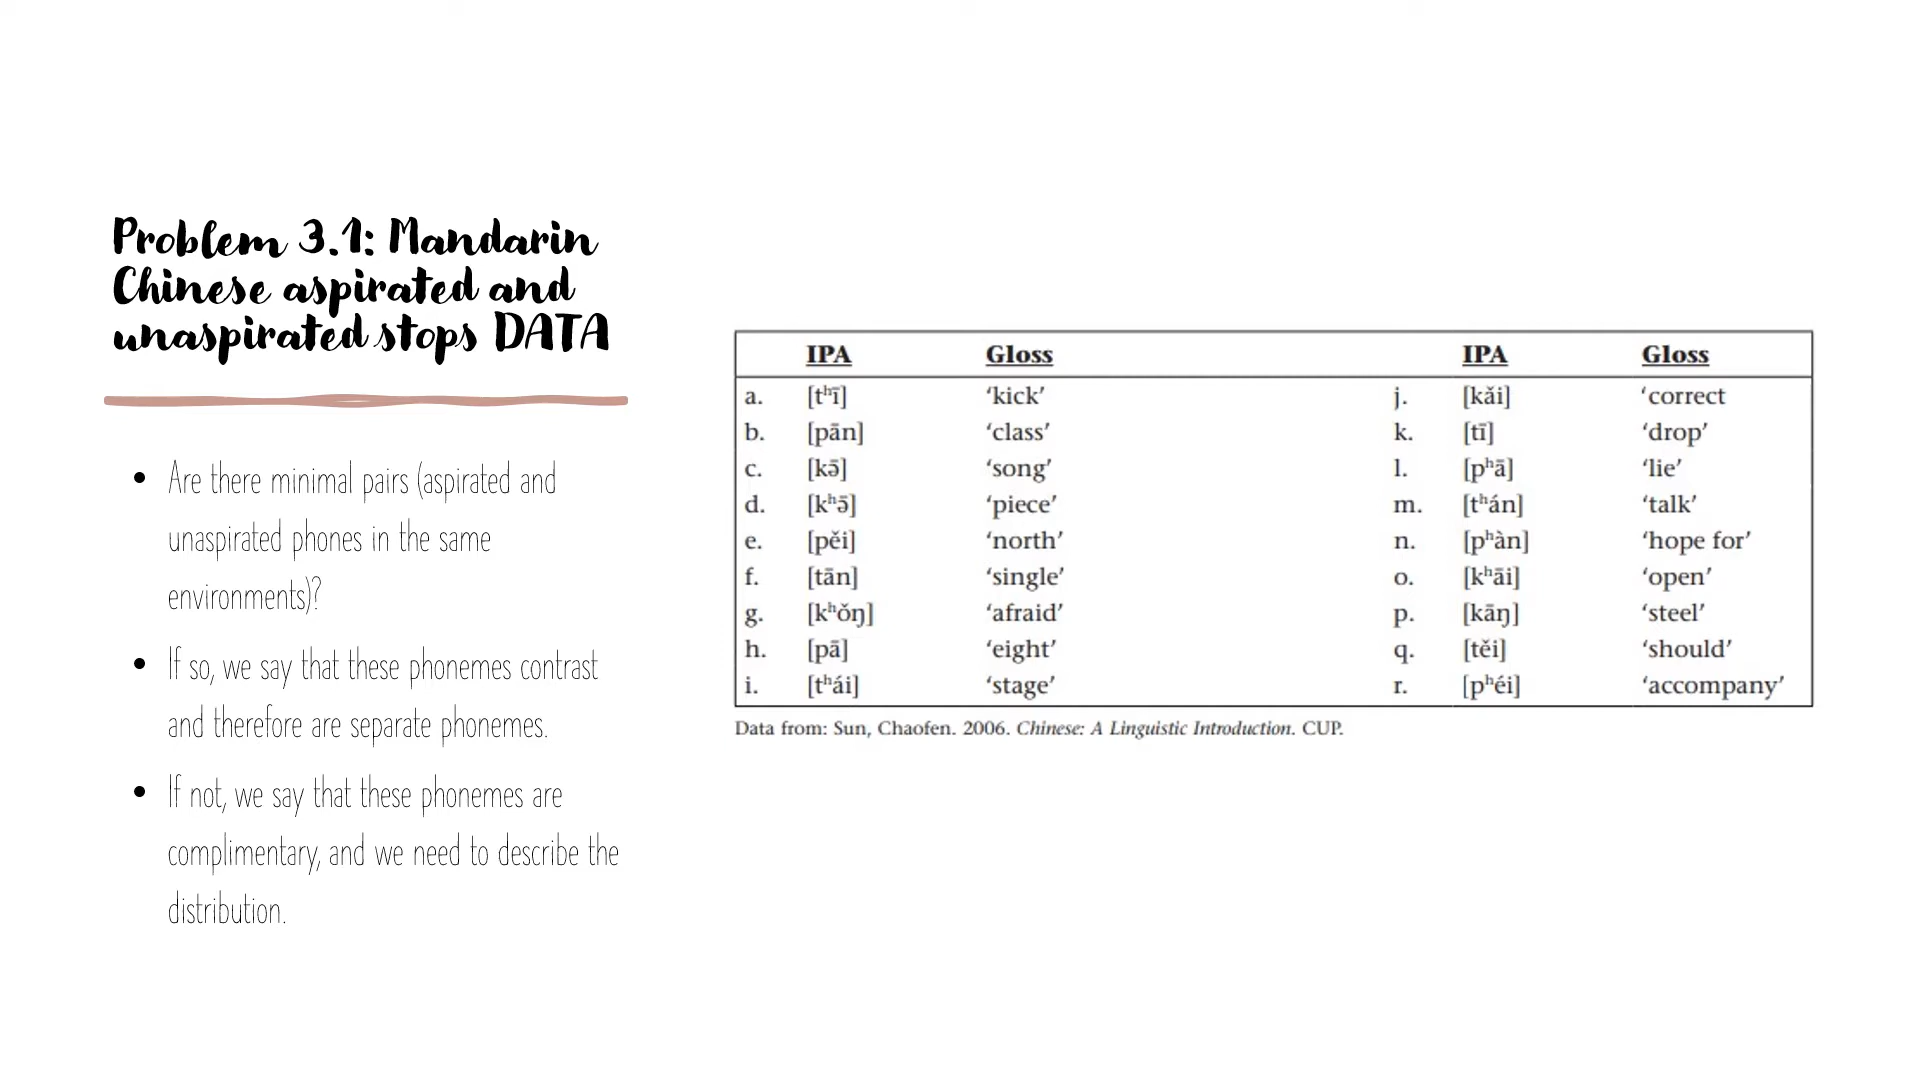 Problem 3.1: Mandarin
Chinese aspirated and
unaspirated stops DATA
• Are there minimal pairs (aspirated and
unaspirated phones in the same
environments)?
• If so, we say that these phonemes contrast
and therefore are separate phonemes.
• If not, we say that these phonemes are
complimentary, and we need to describe the
distribution.
IPA Gloss IPA Gloss
a. [tʰī] ‘kick’ j. [kǎi] ‘correct
b. [pān] ‘class’ k. [tī] ‘drop’
c. [kə̄] ‘song’ l. [pʰā] ‘lie’
d. [kʰə̄] ‘piece’ m. [tʰán] ‘talk’
e. [pěi] ‘north’ n. [pʰàn] ‘hope for’
f. [tān] ‘single’ o. [kʰāi] ‘open’
g. [kʰǒŋ] ‘afraid’ p. [kāŋ] ‘steel’
h. [pā] ‘eight’ q. [těi] ‘should’
i. [tʰái] ‘stage’ r. [pʰéi] ‘accompany’
Data from: Sun, Chaofen. 2006. Chinese: A Linguistic Introduction. CUP.